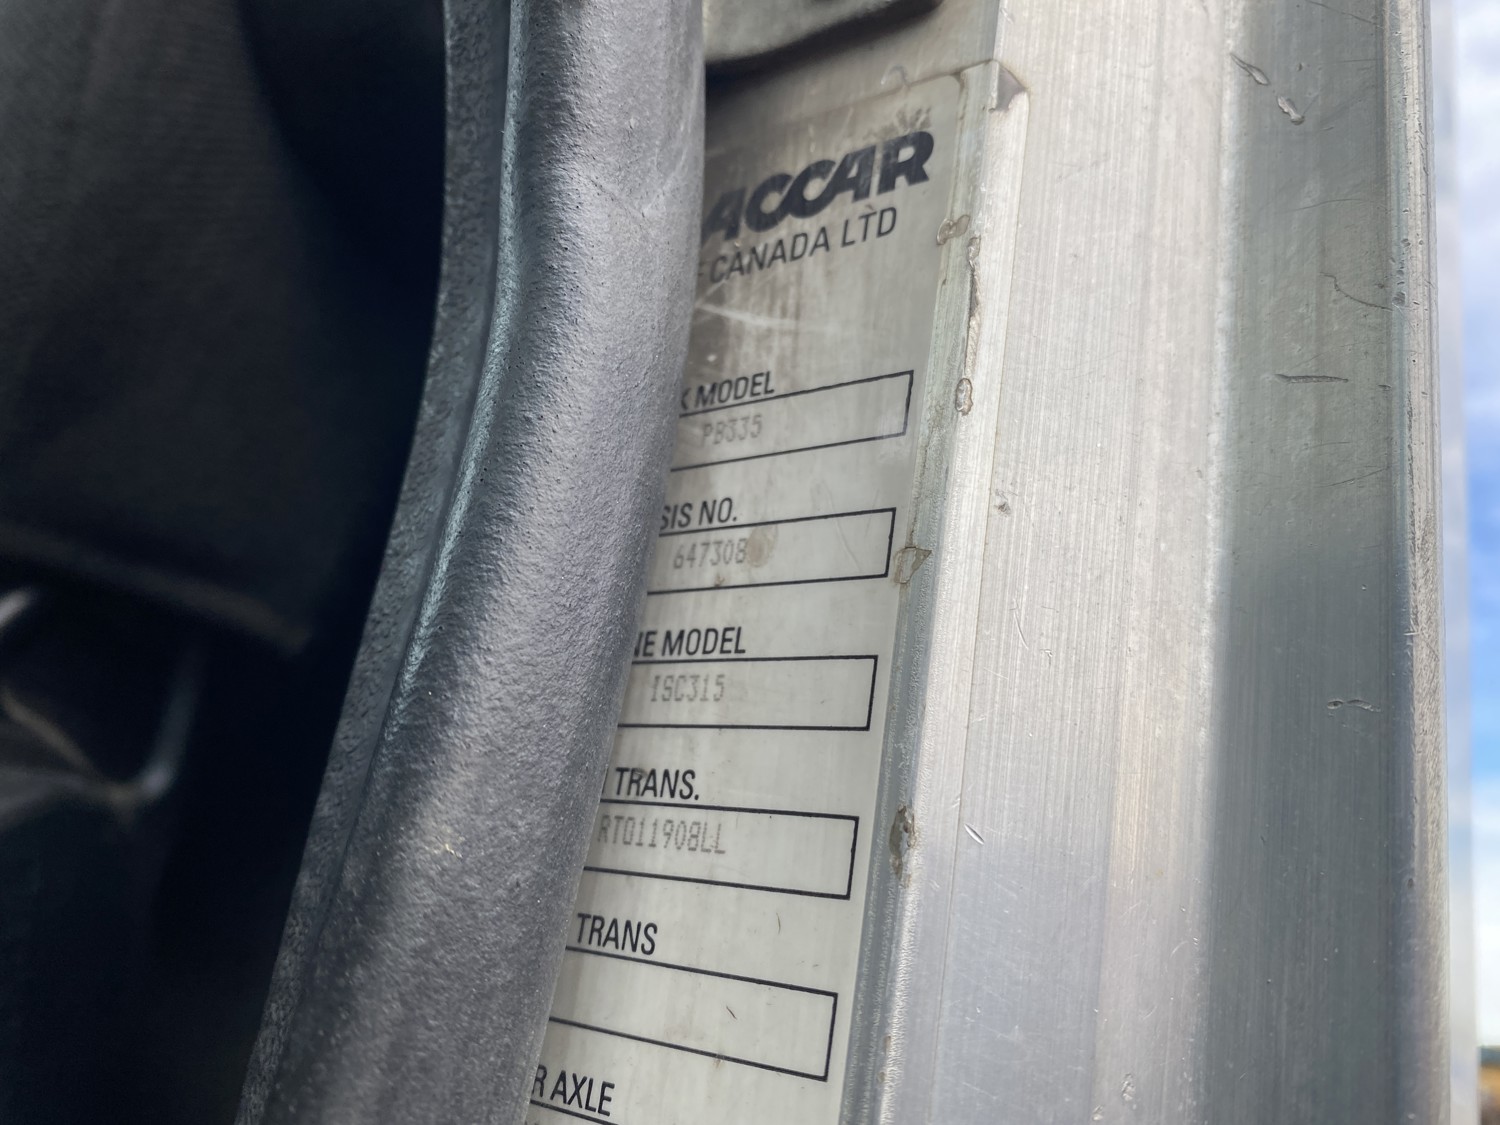 ACCAR
F CANADA LTD
K MODEL
PB335
SIS NO.
647308
NE MODEL
ISC315
N TRANS.
RTO11908LL
TRANS
R AXLE